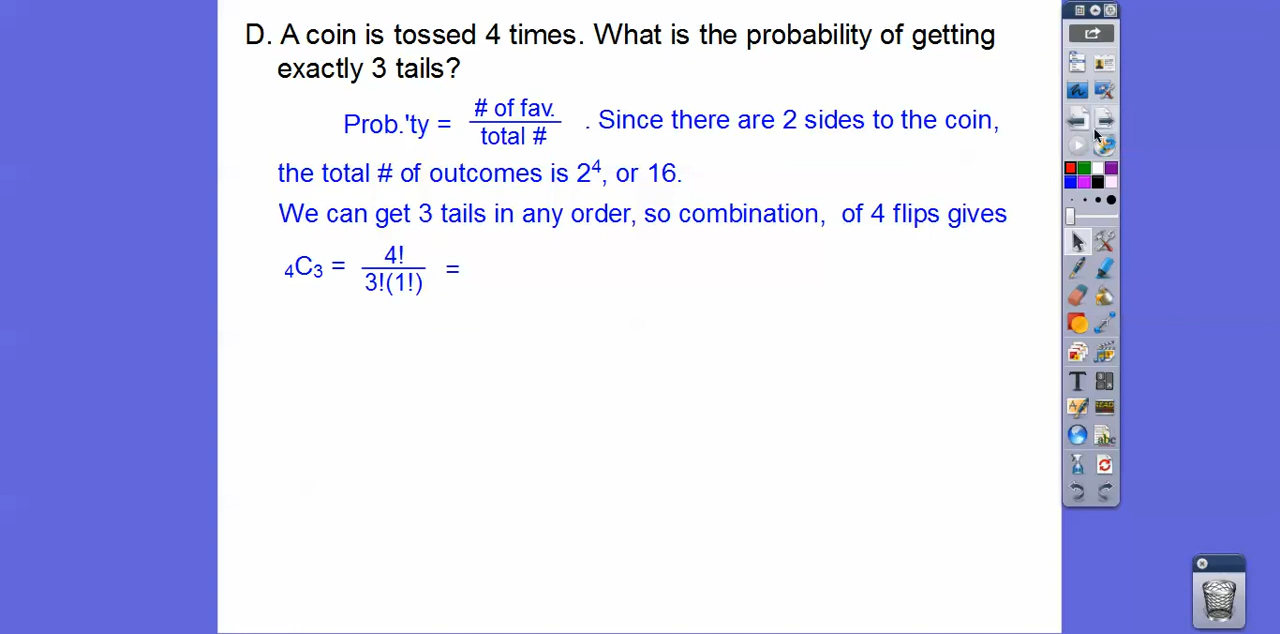 D. A coin is tossed 4 times. What is the probability of getting
exactly 3 tails?
Prob.'ty = # of fav. / total # . Since there are 2 sides to the coin,
the total # of outcomes is 2⁴, or 16.
We can get 3 tails in any order, so combination, of 4 flips gives
₄C₃ = 4! / 3!(1!) =